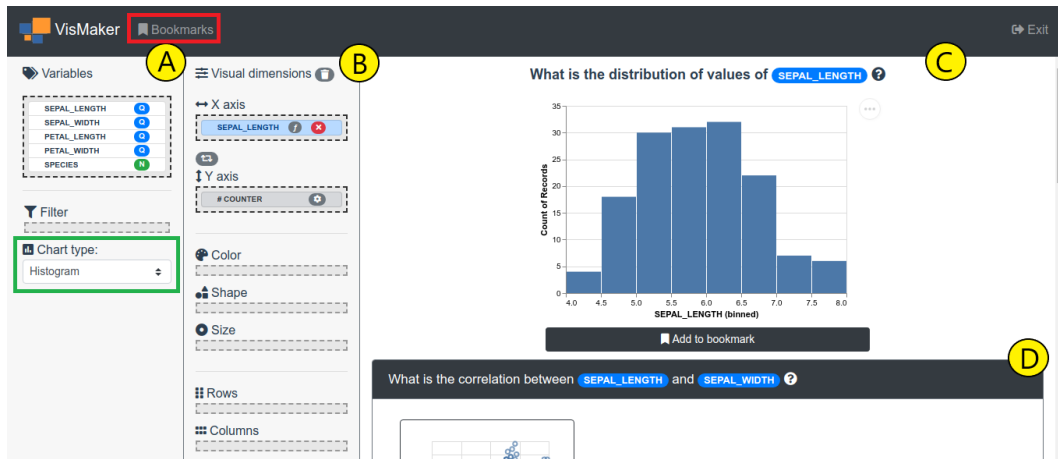 VisMaker Bookmarks Exit
A B C
Variables
SEPAL_LENGTH Q
SEPAL_WIDTH Q
PETAL_LENGTH Q
PETAL_WIDTH Q
SPECIES N
Filter
Chart type:
Histogram
Visual dimensions
X axis
SEPAL_LENGTH f
Y axis
# COUNTER
Color
Shape
Size
Rows
Columns
What is the distribution of values of SEPAL_LENGTH ?
35
30
25
20
15
10
5
0
Count of Records
4.0 4.5 5.0 5.5 6.0 6.5 7.0 7.5 8.0
SEPAL_LENGTH (binned)
Add to bookmark
D
What is the correlation between SEPAL_LENGTH and SEPAL_WIDTH ?